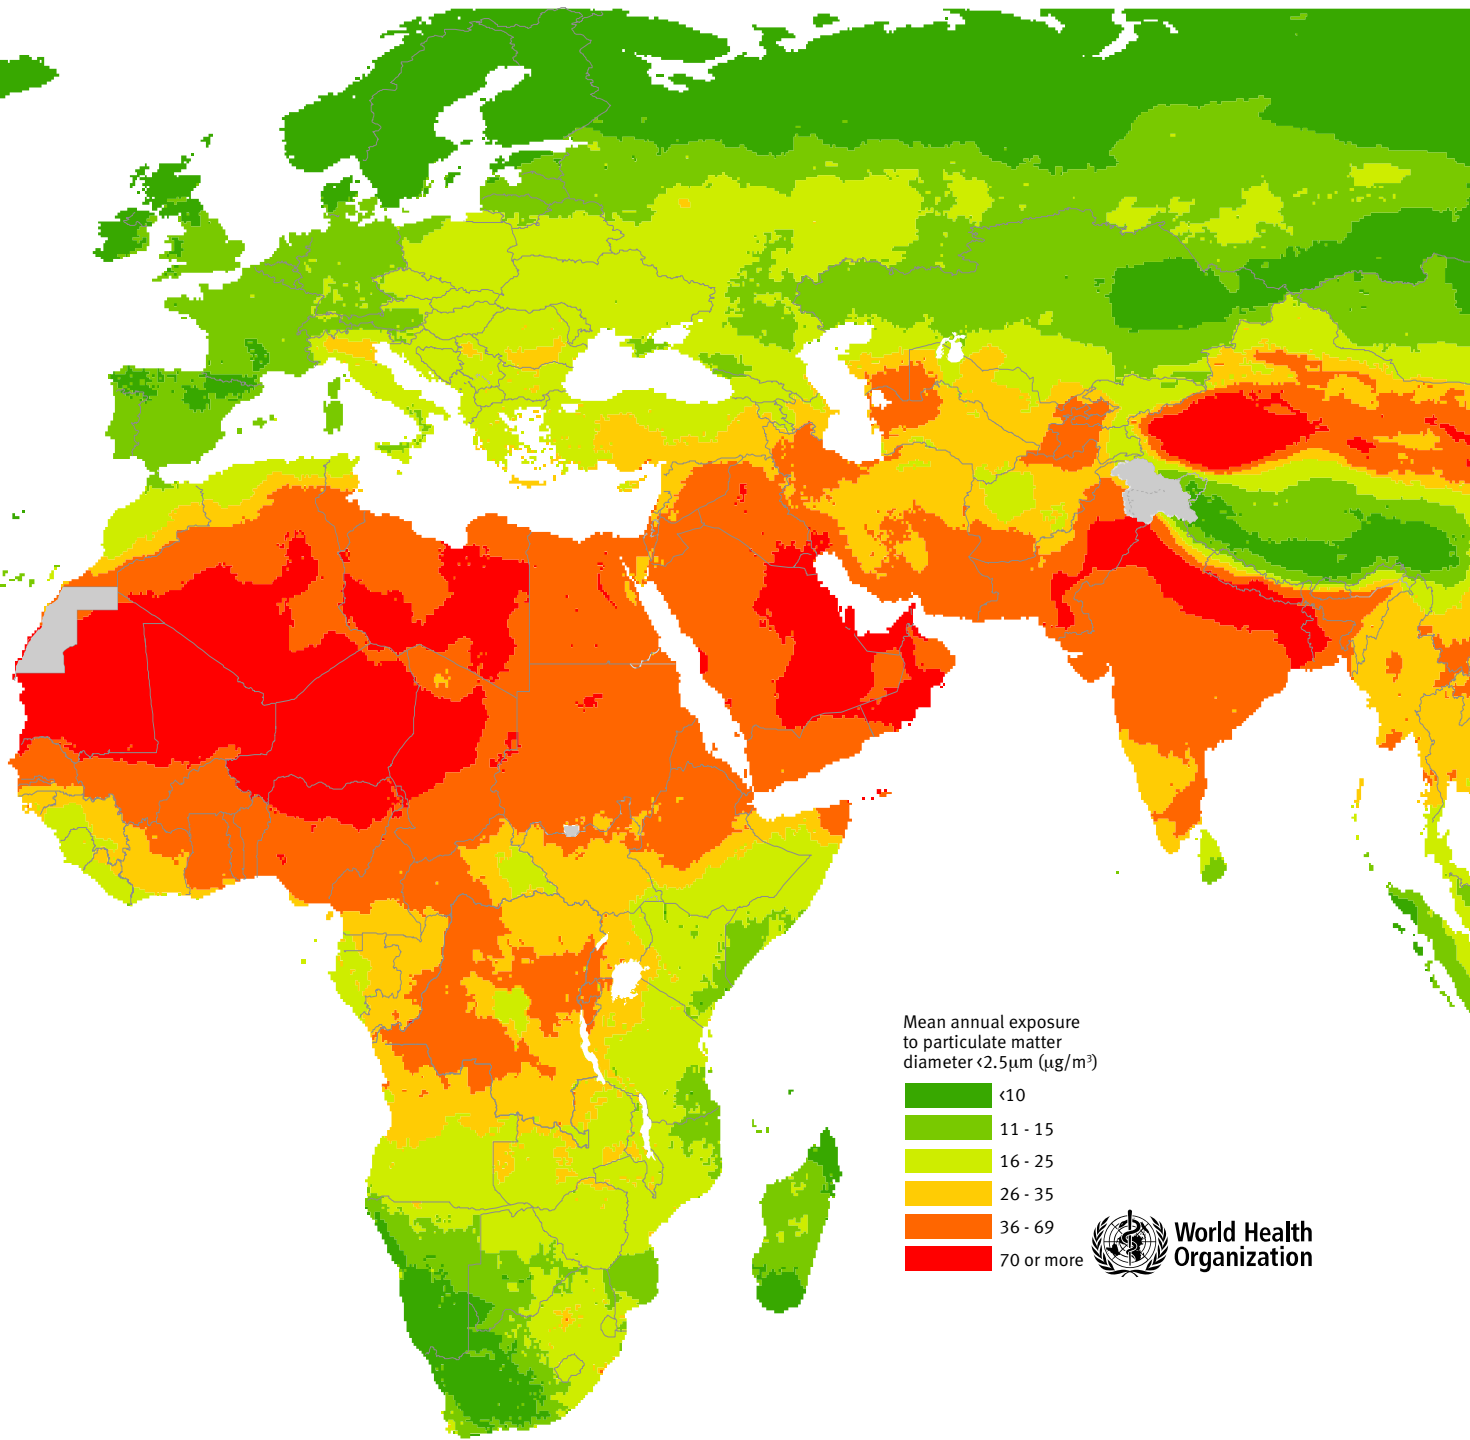 Mean annual exposure
to particulate matter
diameter <2.5µm (µg/m³)
<10
11 - 15
16 - 25
26 - 35
36 - 69
70 or more
World Health
Organization